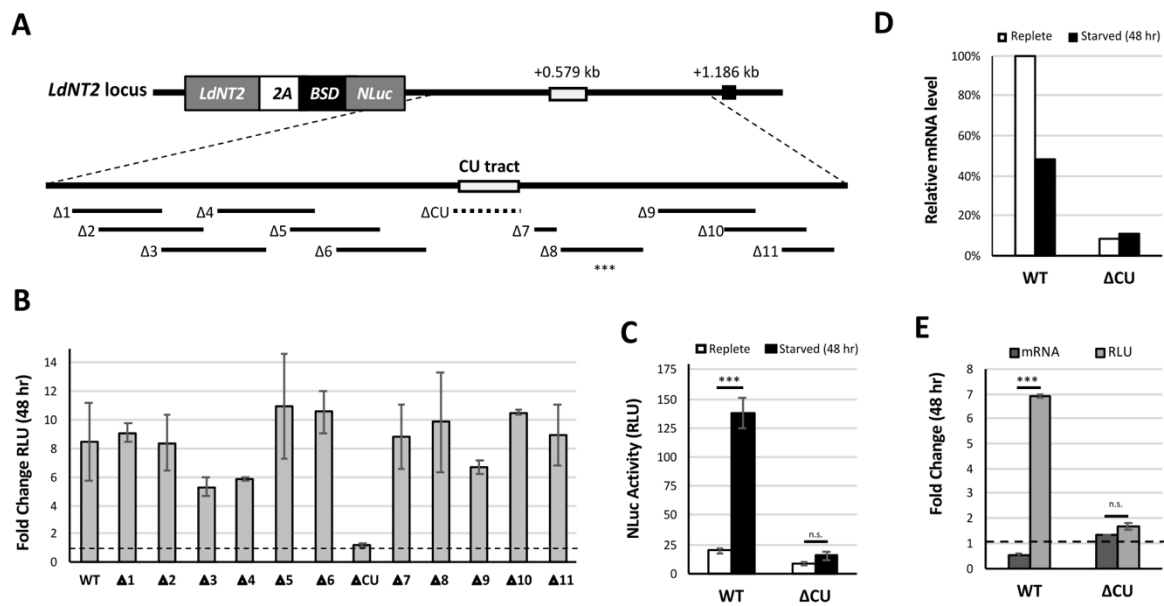 A
LdNT2 locus
LdNT2
2A
BSD
NLuc
+0.579 kb
+1.186 kb
CU tract
Δ1
Δ2
Δ3
Δ4
Δ5
Δ6
ΔCU
Δ7
Δ8
***
Δ9
Δ10
Δ11
B
Fold Change RLU (48 hr)
14
12
10
8
6
4
2
0
WT Δ1 Δ2 Δ3 Δ4 Δ5 Δ6 ΔCU Δ7 Δ8 Δ9 Δ10 Δ11
C
Replete Starved (48 hr)
NLuc Activity (RLU)
175
150
125
100
75
50
25
0
***
n.s.
WT ΔCU
D
Replete Starved (48 hr)
Relative mRNA level
100%
80%
60%
40%
20%
0%
WT ΔCU
E
mRNA RLU
Fold Change (48 hr)
7
6
5
4
3
2
1
0
***
n.s.
WT ΔCU